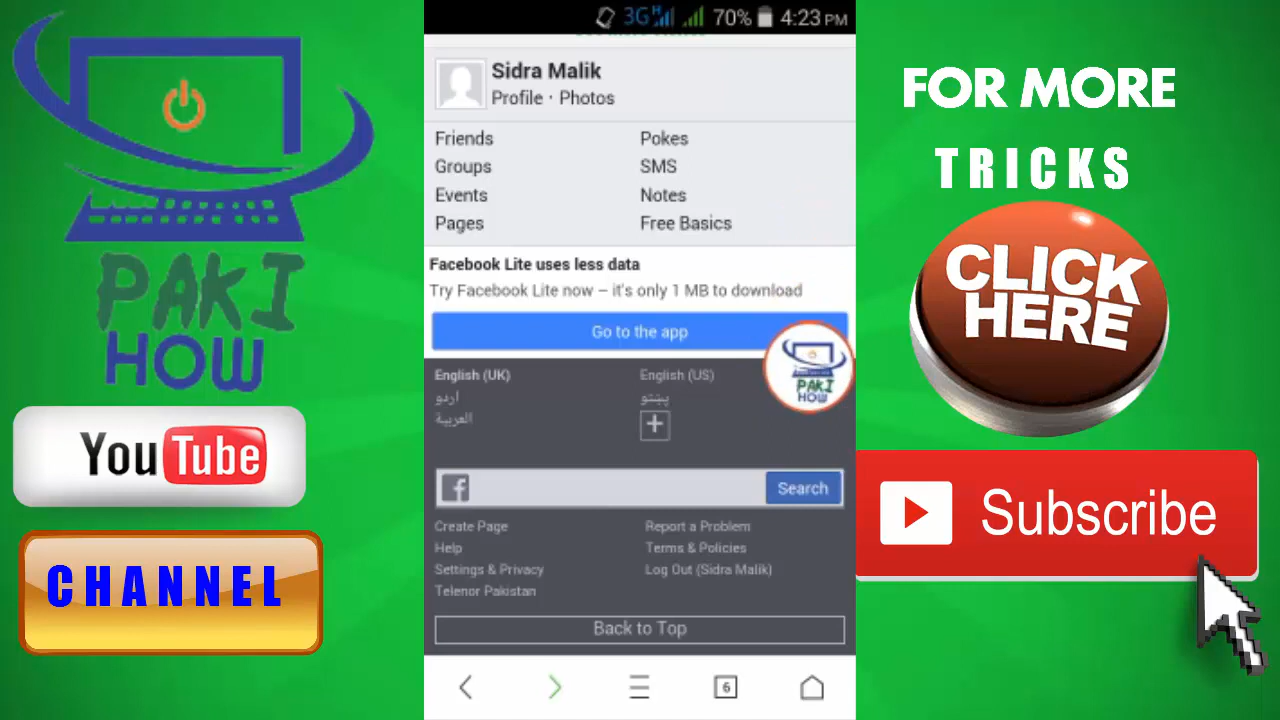 PAKI
HOW
You Tube
CHANNEL
3G H 70% 4:23 PM
Sidra Malik
Profile · Photos
Friends Pokes
Groups SMS
Events Notes
Pages Free Basics
Facebook Lite uses less data
Try Facebook Lite now – it's only 1 MB to download
Go to the app
PAKI
HOW
English (UK) English (US)
اردو پښتو
العربية +
f Search
Create Page Report a Problem
Help Terms & Policies
Settings & Privacy Log Out (Sidra Malik)
Telenor Pakistan
Back to Top
6
FOR MORE
TRICKS
CLICK
HERE
Subscribe